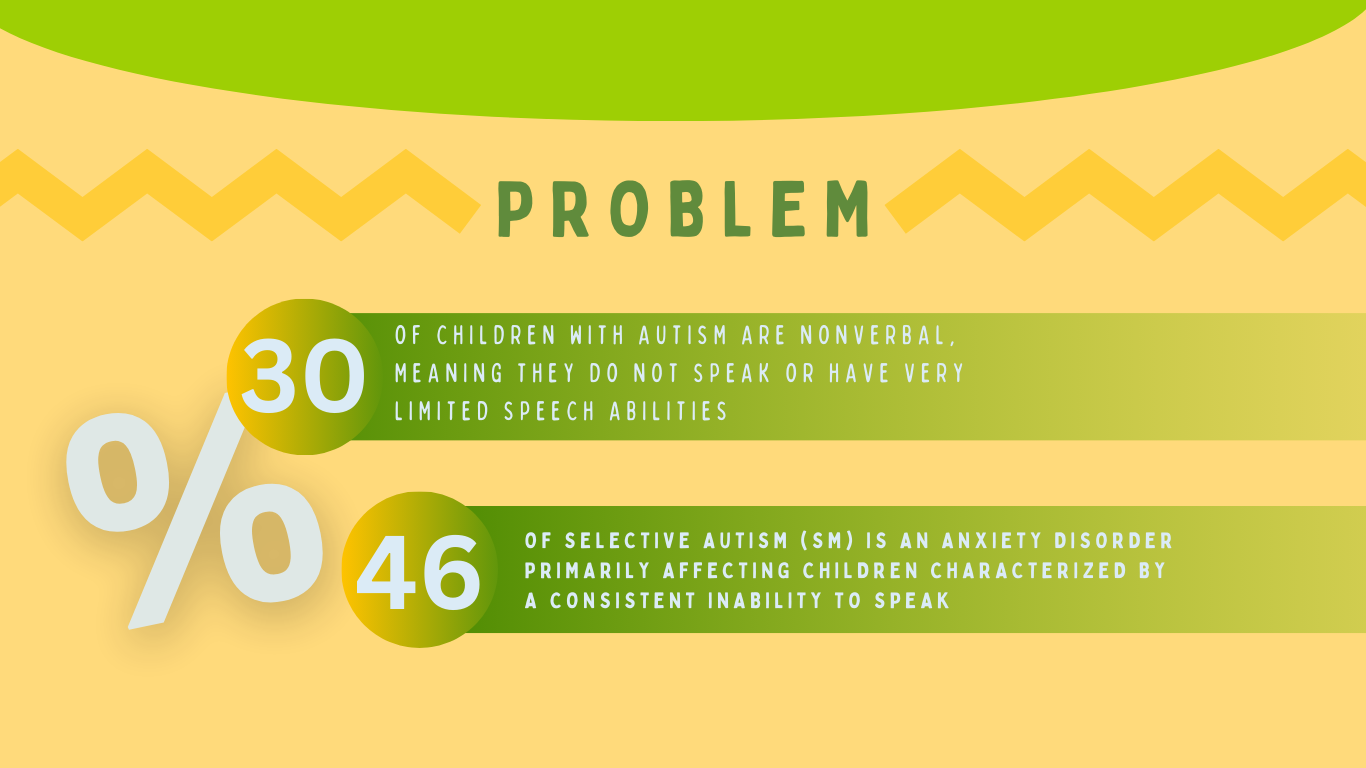 PROBLEM
30
OF CHILDREN WITH AUTISM ARE NONVERBAL,
MEANING THEY DO NOT SPEAK OR HAVE VERY
LIMITED SPEECH ABILITIES
%
46
OF SELECTIVE AUTISM (SM) IS AN ANXIETY DISORDER
PRIMARILY AFFECTING CHILDREN CHARACTERIZED BY
A CONSISTENT INABILITY TO SPEAK